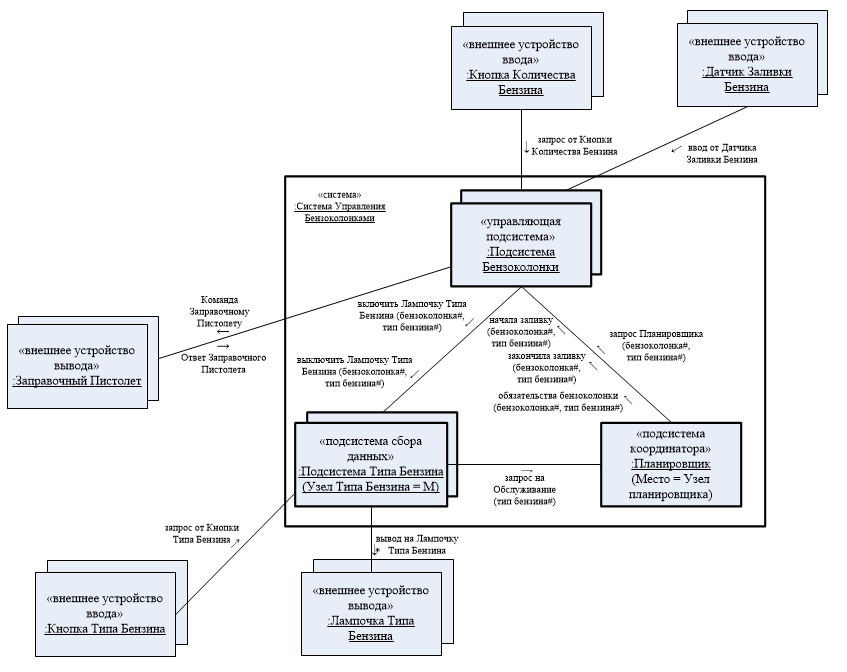 «внешнее устройство
ввода»
:Кнопка Количества
Бензина
«внешнее устройство
ввода»
:Датчик Заливки
Бензина
запрос от Кнопки
Количества Бензина
ввод от Датчика
Заливки Бензина
«система»
:Система Управления
Бензоколонками
«управляющая
подсистема»
:Подсистема
Бензоколонки
Команда
Заправочному
Пистолету
Ответ Заправочного
Пистолета
«внешнее устройство
вывода»
:Заправочный Пистолет
включить Лампочку Типа
Бензина (бензоколонка#,
тип бензина#)
начала заливку
(бензоколонка#,
тип бензина#)
запрос Планировщика
(бензоколонка#,
тип бензина#)
выключить Лампочку Типа
Бензина (бензоколонка#,
тип бензина#)
закончила заливку
(бензоколонка#,
тип бензина#)
обязательства бензоколонки
(бензоколонка#, тип бензина#)
«подсистема сбора
данных»
:Подсистема Типа Бензина
(Узел Типа Бензина = М)
«подсистема
координатора»
:Планировщик
(Место = Узел
планировщика)
запрос на
Обслуживание
(тип бензина#)
запрос от Кнопки
Типа Бензина
вывод на Лампочку
Типа Бензина
«внешнее устройство
ввода»
:Кнопка Типа Бензина
«внешнее устройство
вывода»
:Лампочка Типа
Бензина